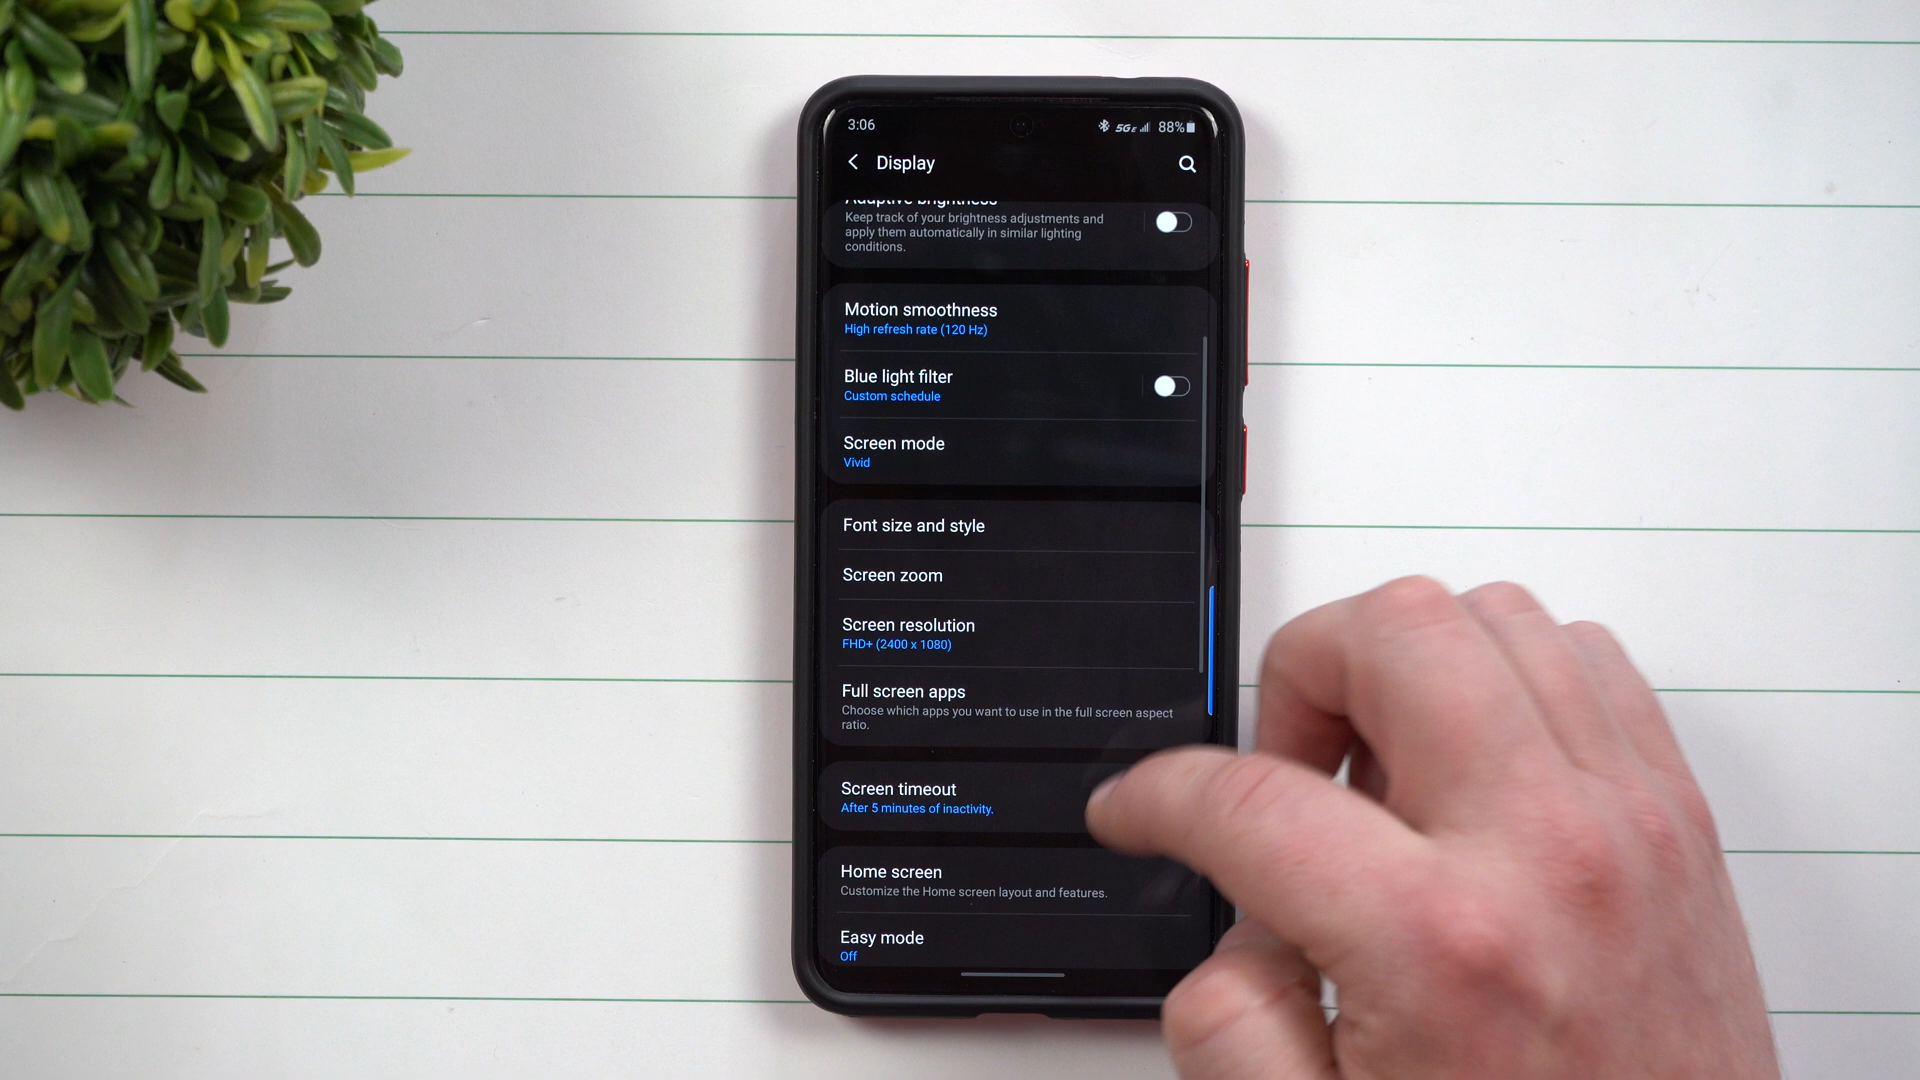 3:06
5GE 88%
Display
Adaptive brightness
Keep track of your brightness adjustments and
apply them automatically in similar lighting
conditions.
Motion smoothness
High refresh rate (120 Hz)
Blue light filter
Custom schedule
Screen mode
Vivid
Font size and style
Screen zoom
Screen resolution
FHD+ (2400 x 1080)
Full screen apps
Choose which apps you want to use in the full screen aspect
ratio.
Screen timeout
After 5 minutes of inactivity.
Home screen
Customize the Home screen layout and features.
Easy mode
Off